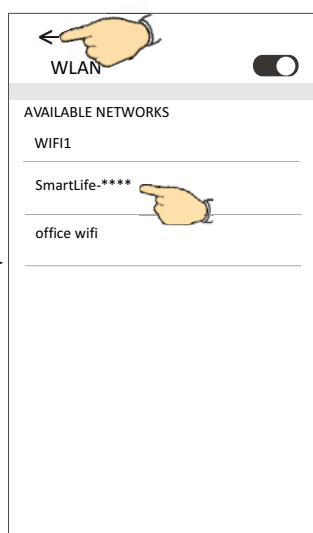 WLAN
AVAILABLE NETWORKS
WIFI1
SmartLife-****
office wifi